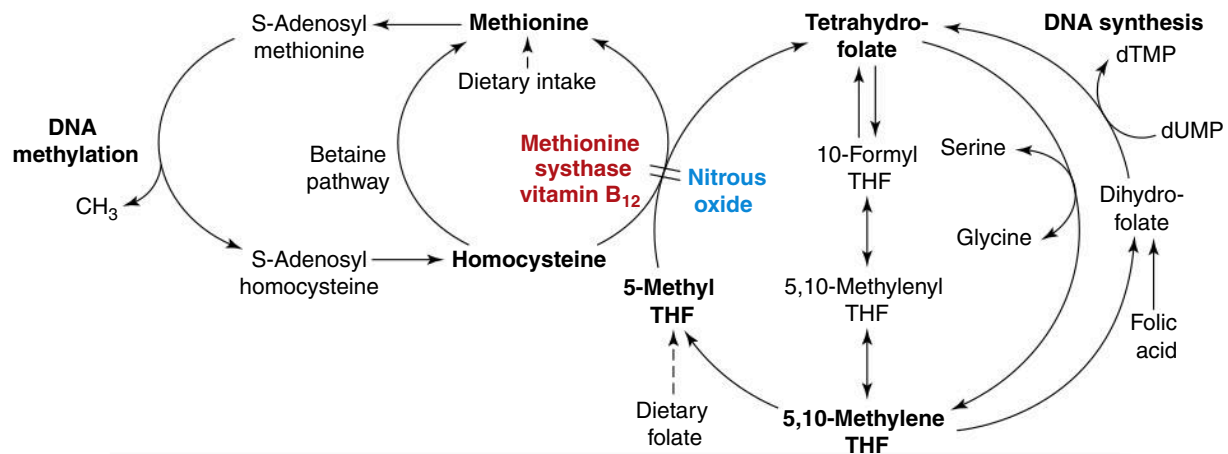 S-Adenosyl
methionine
Methionine
Dietary intake
Tetrahydro-
folate
DNA synthesis
dTMP
dUMP
DNA
methylation
CH₃
Betaine
pathway
Methionine
systhase
vitamin B₁₂
Nitrous
oxide
10-Formyl
THF
Serine
Glycine
Dihydro-
folate
S-Adenosyl
homocysteine
Homocysteine
5-Methyl
THF
5,10-Methylenyl
THF
Folic
acid
Dietary
folate
5,10-Methylene
THF